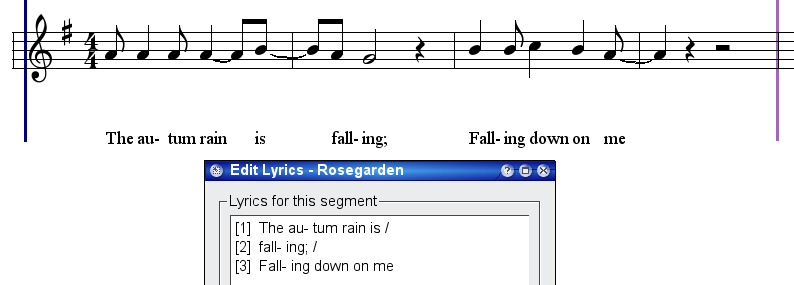 4
4
The au- tum rain is fall- ing; Fall- ing down on me
Edit Lyrics - Rosegarden
Lyrics for this segment
[1] The au- tum rain is /
[2] fall- ing; /
[3] Fall- ing down on me